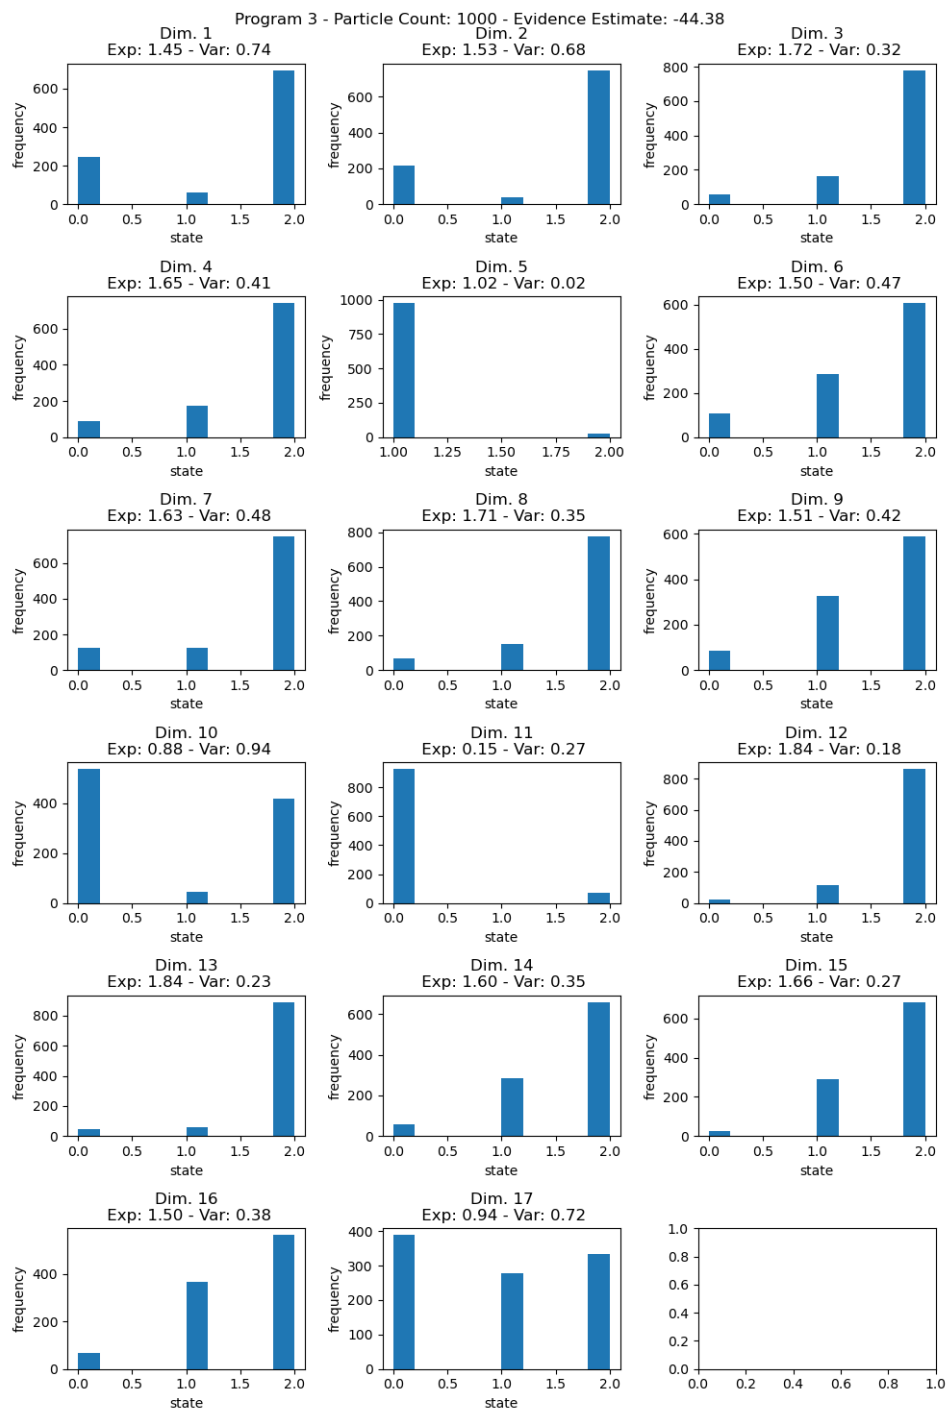 Program 3 - Particle Count: 1000 - Evidence Estimate: -44.38
Dim. 1
Exp: 1.45 - Var: 0.74
frequency
600
400
200
0
0.0 0.5 1.0 1.5 2.0
state
Dim. 2
Exp: 1.53 - Var: 0.68
frequency
600
400
200
0
0.0 0.5 1.0 1.5 2.0
state
Dim. 3
Exp: 1.72 - Var: 0.32
frequency
800
600
400
200
0
0.0 0.5 1.0 1.5 2.0
state
Dim. 4
Exp: 1.65 - Var: 0.41
frequency
600
400
200
0
0.0 0.5 1.0 1.5 2.0
state
Dim. 5
Exp: 1.02 - Var: 0.02
frequency
1000
750
500
250
0
1.00 1.25 1.50 1.75 2.00
state
Dim. 6
Exp: 1.50 - Var: 0.47
frequency
600
400
200
0
0.0 0.5 1.0 1.5 2.0
state
Dim. 7
Exp: 1.63 - Var: 0.48
frequency
600
400
200
0
0.0 0.5 1.0 1.5 2.0
state
Dim. 8
Exp: 1.71 - Var: 0.35
frequency
800
600
400
200
0
0.0 0.5 1.0 1.5 2.0
state
Dim. 9
Exp: 1.51 - Var: 0.42
frequency
600
400
200
0
0.0 0.5 1.0 1.5 2.0
state
Dim. 10
Exp: 0.88 - Var: 0.94
frequency
400
200
0
0.0 0.5 1.0 1.5 2.0
state
Dim. 11
Exp: 0.15 - Var: 0.27
frequency
800
600
400
200
0
0.0 0.5 1.0 1.5 2.0
state
Dim. 12
Exp: 1.84 - Var: 0.18
frequency
800
600
400
200
0
0.0 0.5 1.0 1.5 2.0
state
Dim. 13
Exp: 1.84 - Var: 0.23
frequency
800
600
400
200
0
0.0 0.5 1.0 1.5 2.0
state
Dim. 14
Exp: 1.60 - Var: 0.35
frequency
600
400
200
0
0.0 0.5 1.0 1.5 2.0
state
Dim. 15
Exp: 1.66 - Var: 0.27
frequency
600
400
200
0
0.0 0.5 1.0 1.5 2.0
state
Dim. 16
Exp: 1.50 - Var: 0.38
frequency
400
200
0
0.0 0.5 1.0 1.5 2.0
state
Dim. 17
Exp: 0.94 - Var: 0.72
frequency
400
300
200
100
0
0.0 0.5 1.0 1.5 2.0
state
1.0
0.8
0.6
0.4
0.2
0.0
0.0 0.2 0.4 0.6 0.8 1.0